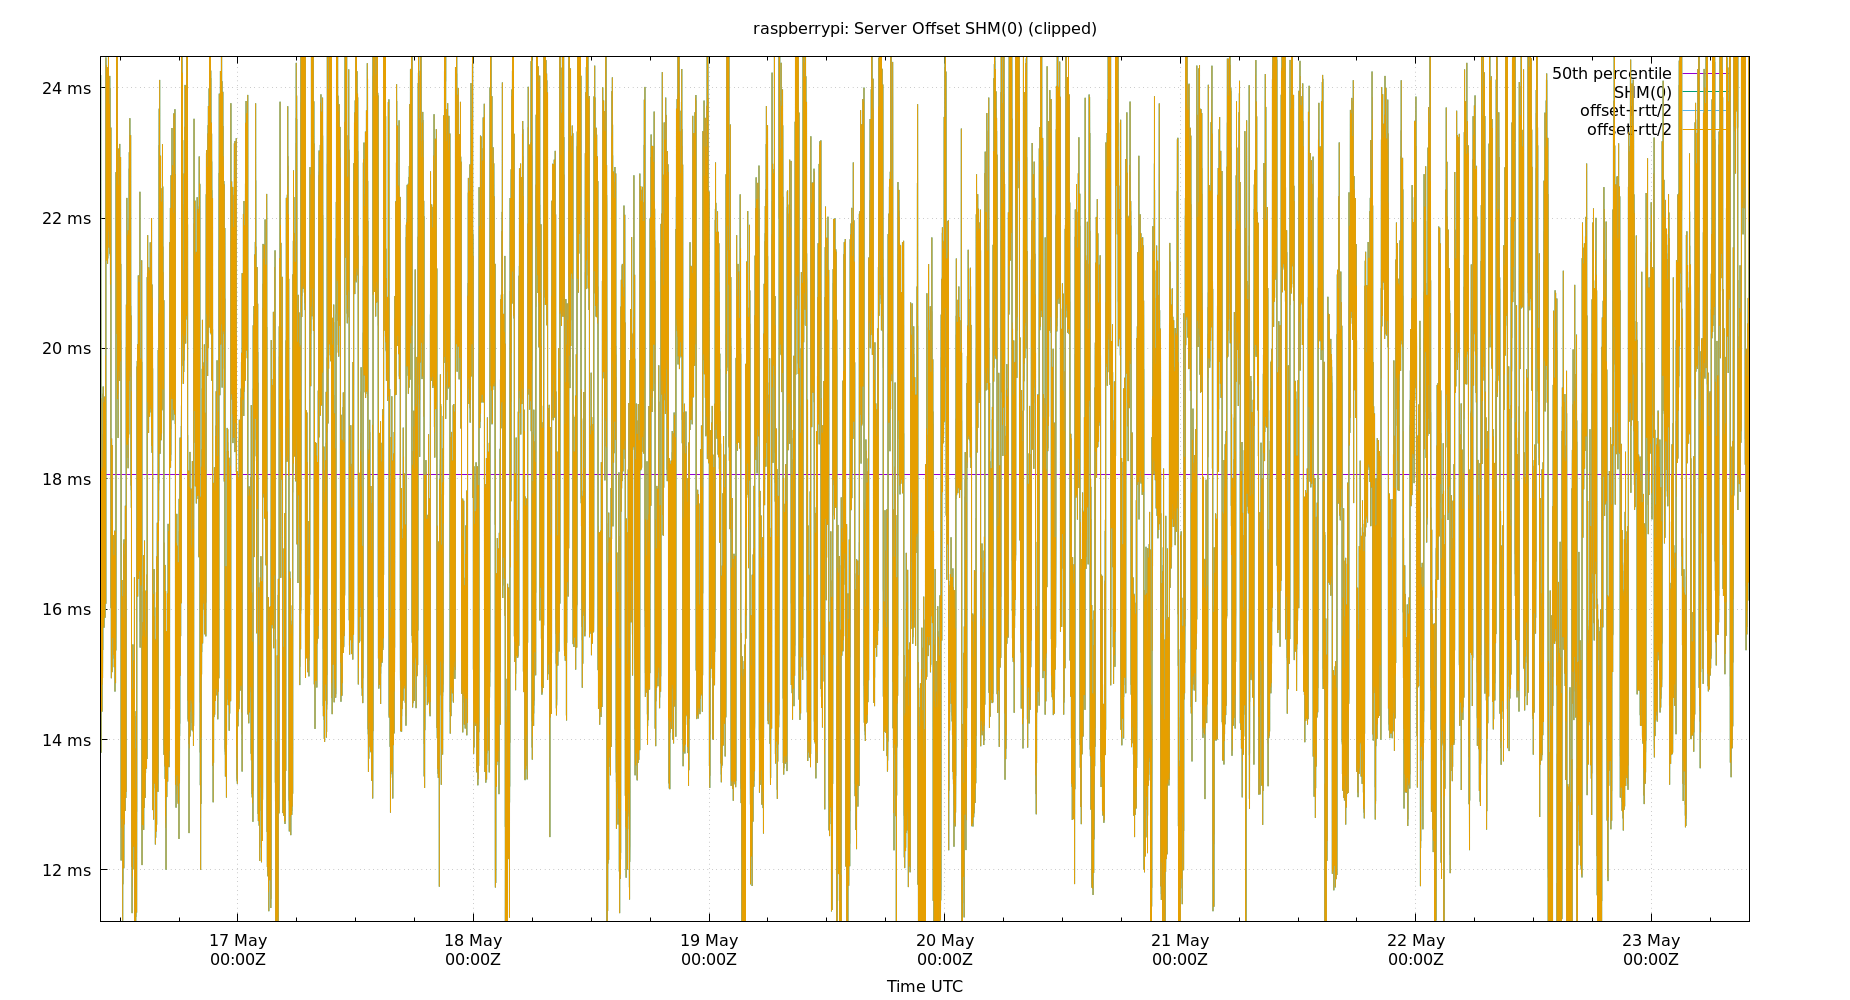 raspberrypi: Server Offset SHM(0) (clipped)
50th percentile
SHM(0)
offset+rtt/2
offset-rtt/2
24 ms
22 ms
20 ms
18 ms
16 ms
14 ms
12 ms
17 May 18 May 19 May 20 May 21 May 22 May 23 May
00:00Z 00:00Z 00:00Z 00:00Z 00:00Z 00:00Z 00:00Z
Time UTC